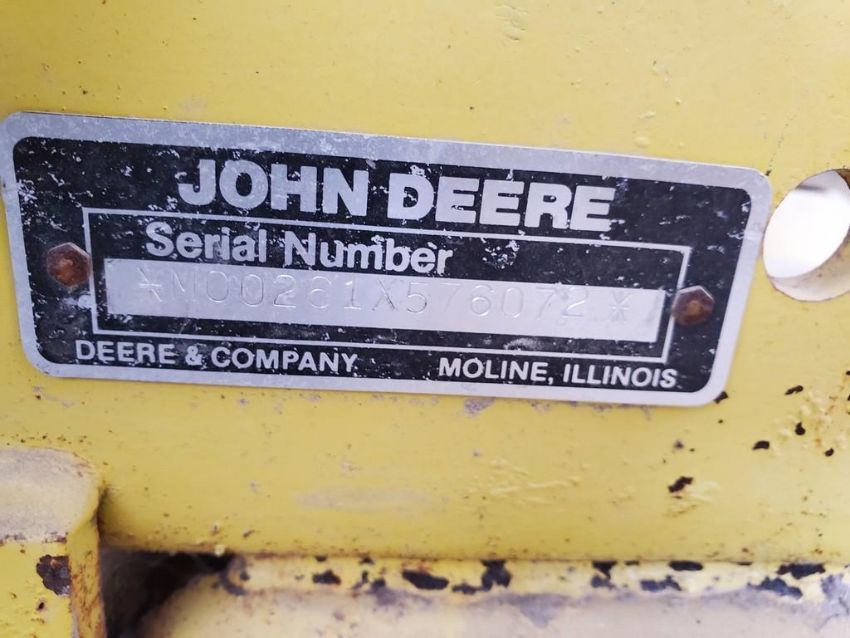 JOHN DEERE
Serial Number
*M00261X576072*
DEERE & COMPANY MOLINE, ILLINOIS